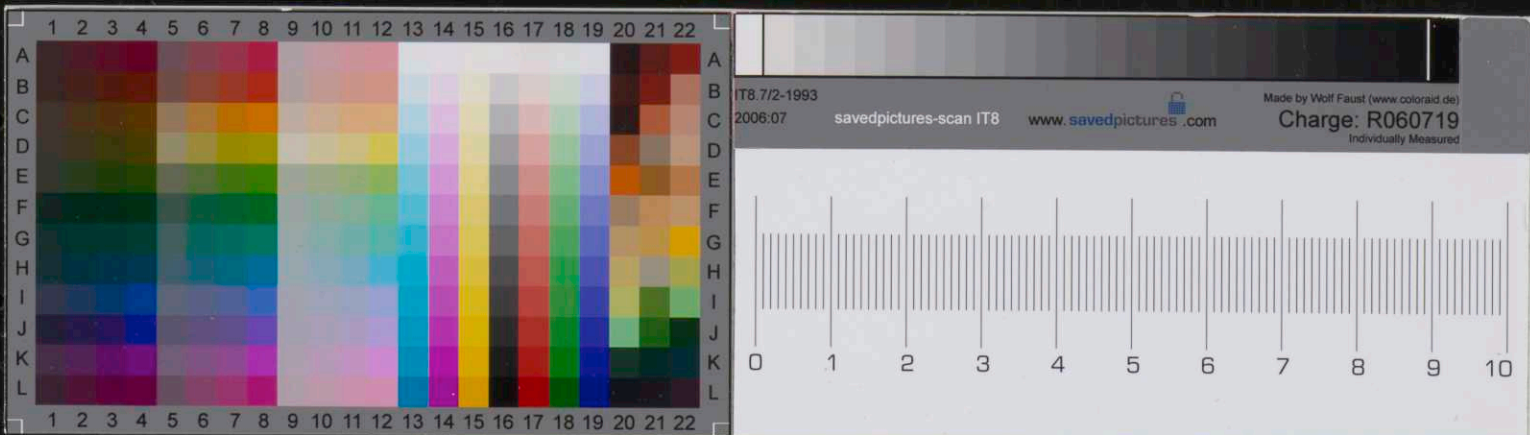 1 2 3 4 5 6 7 8 9 10 11 12 13 14 15 16 17 18 19 20 21 22
A A
B B
C C
D D
E E
F F
G G
H H
I I
J J
K K
L L
1 2 3 4 5 6 7 8 9 10 11 12 13 14 15 16 17 18 19 20 21 22
IT8.7/2-1993
2006:07
savedpictures-scan IT8
www.savedpictures.com
Made by Wolf Faust (www.coloraid.de)
Charge: R060719
Individually Measured
0 1 2 3 4 5 6 7 8 9 10